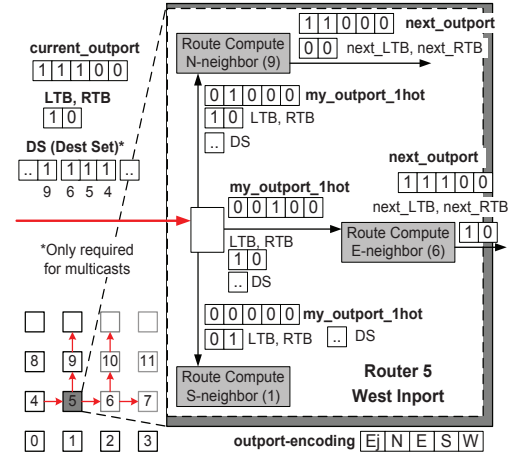 current_outport
1 1 1 0 0
LTB, RTB
1 0
DS (Dest Set)*
.. 1 1 1 1 ..
9 6 5 4
*Only required
for multicasts
Route Compute
N-neighbor (9)
1 1 0 0 0 next_outport
0 0 next_LTB, next_RTB
0 1 0 0 0 my_outport_1hot
1 0 LTB, RTB
.. DS
my_outport_1hot
0 0 1 0 0
LTB, RTB
1 0
.. DS
next_outport
1 1 1 0 0
next_LTB, next_RTB
1 0
Route Compute
E-neighbor (6)
0 0 0 0 0 my_outport_1hot
0 1 LTB, RTB .. DS
Route Compute
S-neighbor (1)
Router 5
West Inport
8 9 10 11
4 5 6 7
0 1 2 3
outport-encoding Ej N E S W